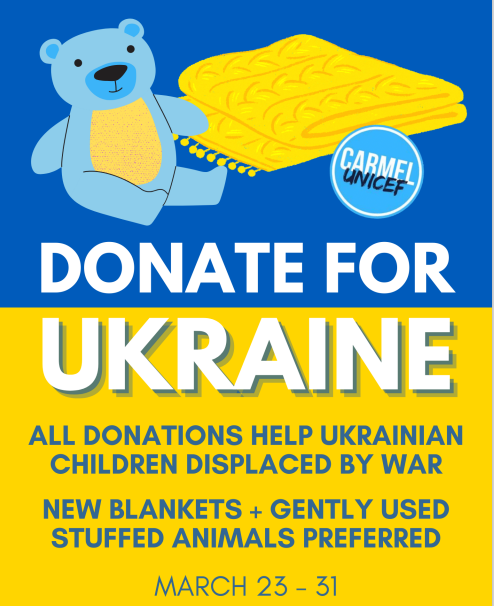 CARMEL
UNICEF
DONATE FOR
UKRAINE
ALL DONATIONS HELP UKRAINIAN
CHILDREN DISPLACED BY WAR
NEW BLANKETS + GENTLY USED
STUFFED ANIMALS PREFERRED
MARCH 23 - 31